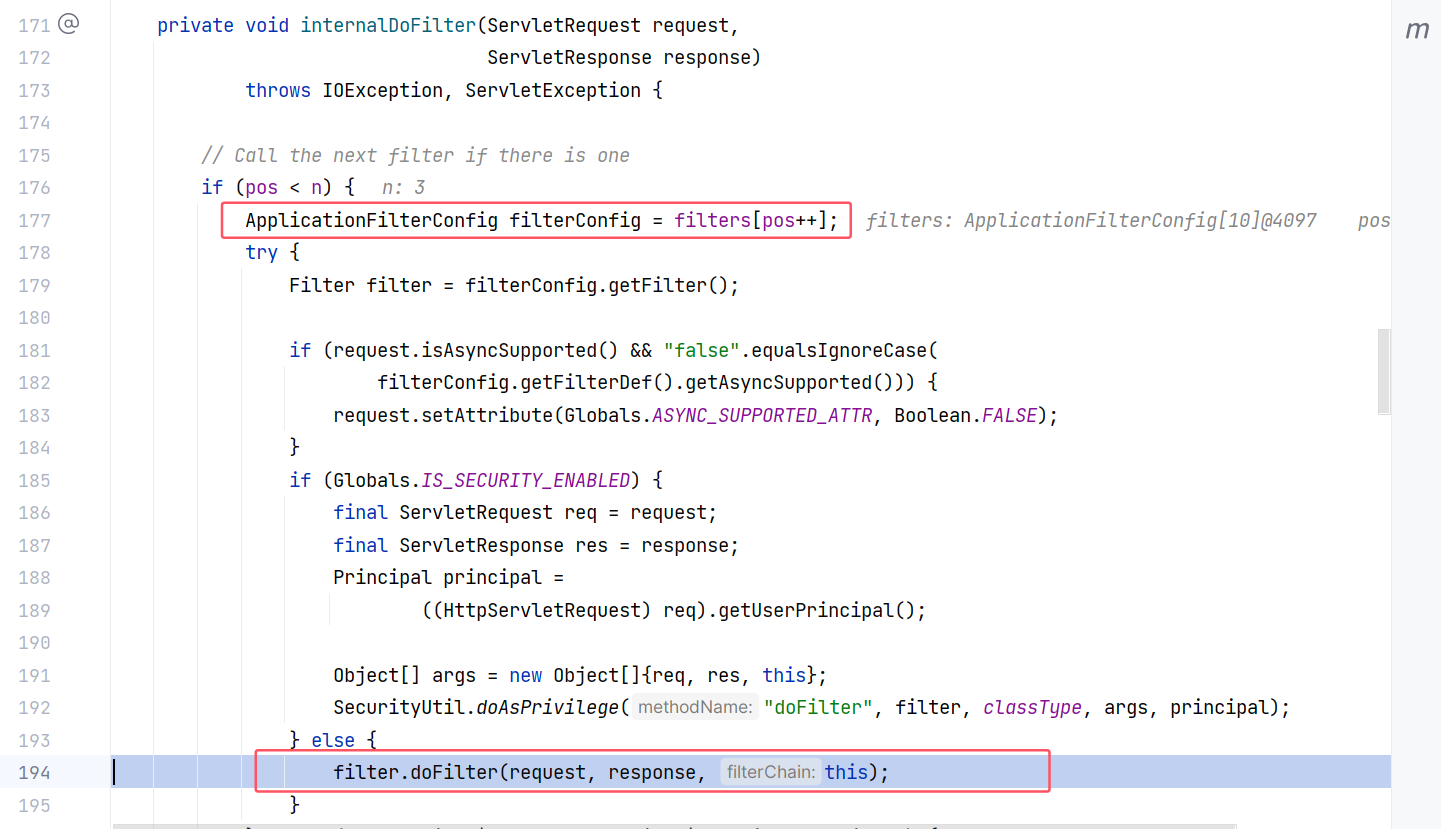 171 @ private void internalDoFilter(ServletRequest request,
172 ServletResponse response)
173 throws IOException, ServletException {
174
175 // Call the next filter if there is one
176 if (pos < n) { n: 3
177 ApplicationFilterConfig filterConfig = filters[pos++]; filters: ApplicationFilterConfig[10]@4097 pos
178 try {
179 Filter filter = filterConfig.getFilter();
180
181 if (request.isAsyncSupported() && "false".equalsIgnoreCase(
182 filterConfig.getFilterDef().getAsyncSupported())) {
183 request.setAttribute(Globals.ASYNC_SUPPORTED_ATTR, Boolean.FALSE);
184 }
185 if (Globals.IS_SECURITY_ENABLED) {
186 final ServletRequest req = request;
187 final ServletResponse res = response;
188 Principal principal =
189 ((HttpServletRequest) req).getUserPrincipal();
190
191 Object[] args = new Object[]{req, res, this};
192 SecurityUtil.doAsPrivilege( methodName: "doFilter", filter, classType, args, principal);
193 } else {
194 filter.doFilter(request, response, filterChain: this);
195 }
m